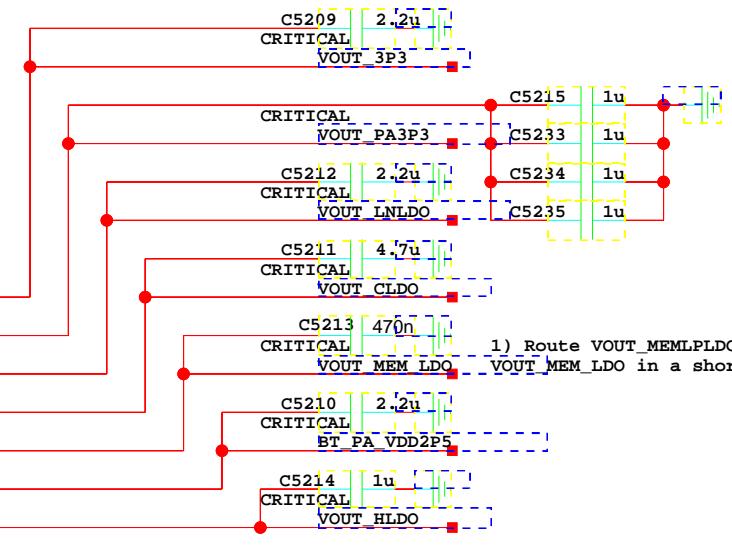 C5209 2.2u
CRITICAL
VOUT_3P3
C5215 1u
CRITICAL
VOUT_PA3P3
C5233 1u
C5212 2.2u
C5234 1u
CRITICAL
VOUT_LNLDO
C5235 1u
C5211 4.7u
CRITICAL
VOUT_CLDO
C5213 470n
CRITICAL
1) Route VOUT_MEMLPLDO
VOUT_MEM_LDO
VOUT_MEM_LDO in a shor
C5210 2.2u
CRITICAL
BT_PA_VDD2P5
C5214 1u
CRITICAL
VOUT_HLDO